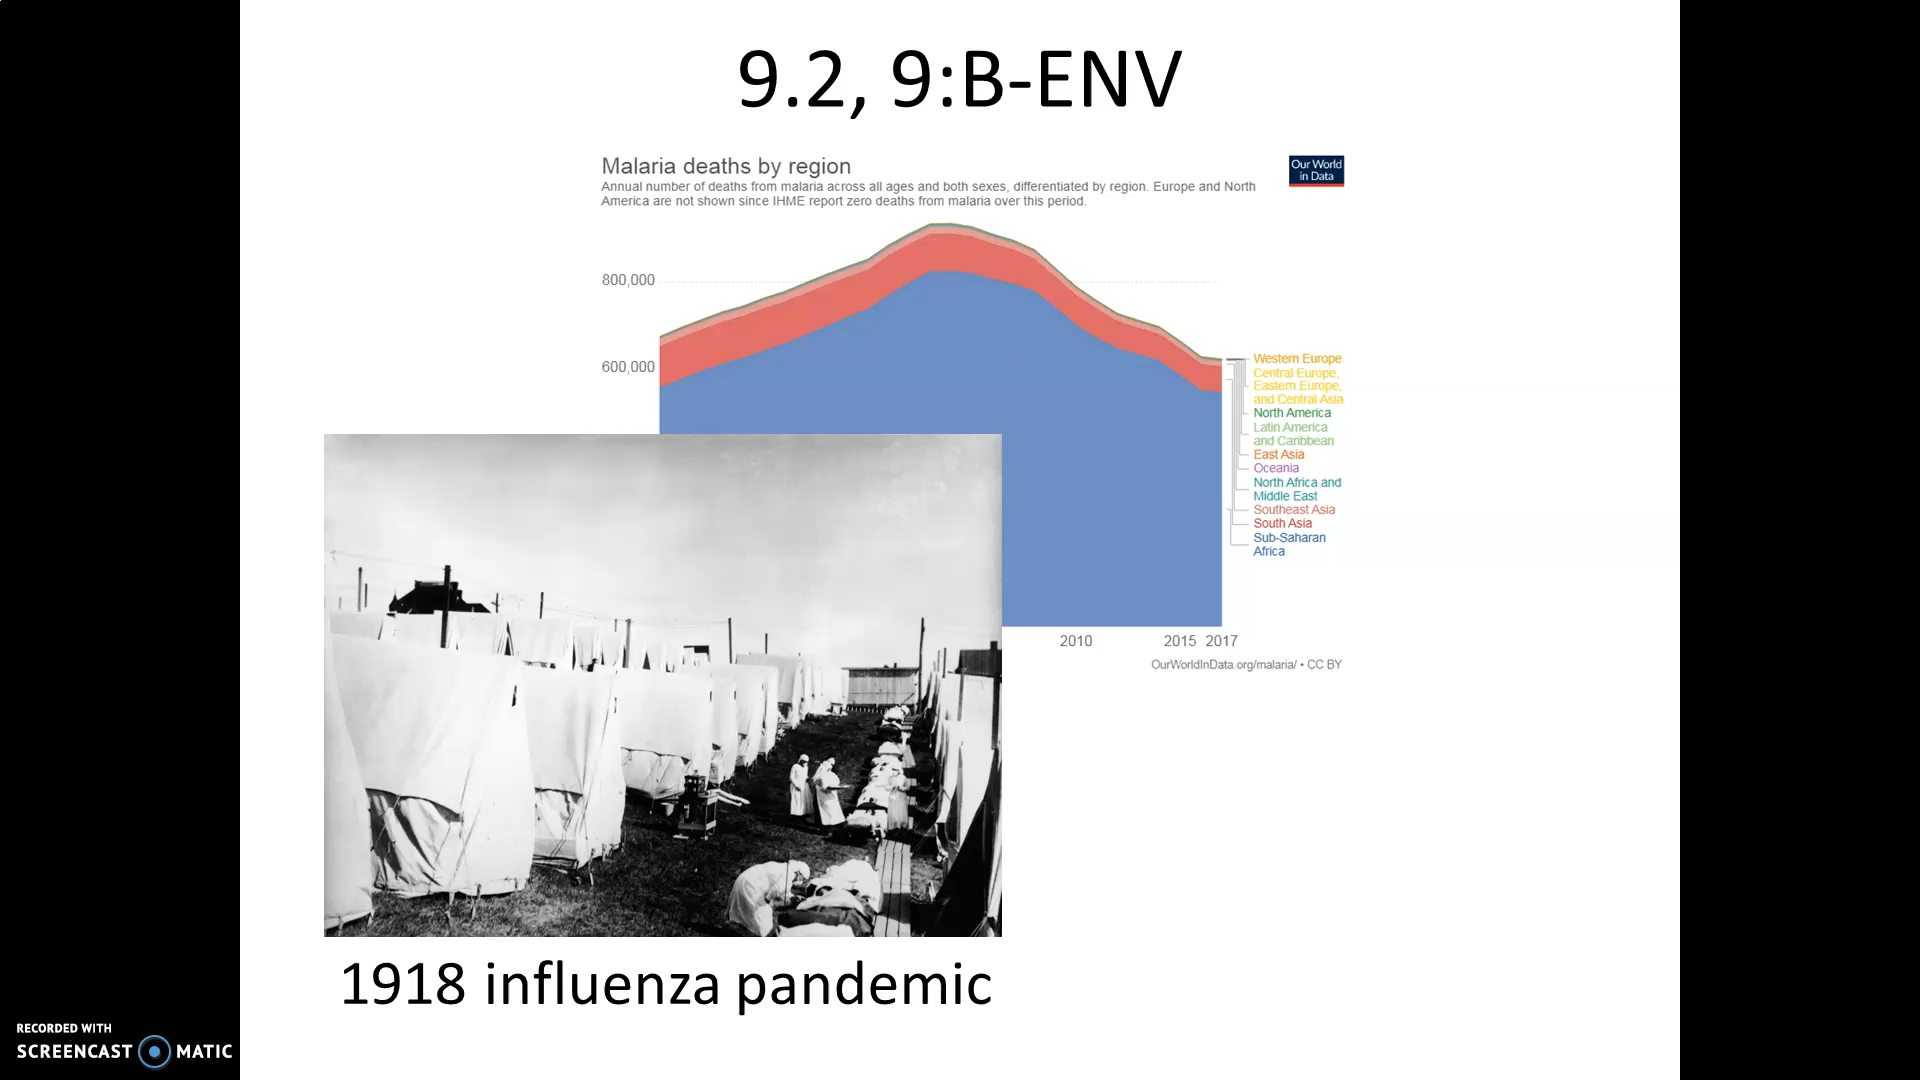 9.2, 9:B-ENV
Malaria deaths by region
Our World
in Data
Annual number of deaths from malaria across all ages and both sexes, differentiated by region. Europe and North
America are not shown since IHME report zero deaths from malaria over this period.
800,000
600,000
Western Europe
Central Europe,
Eastern Europe,
and Central Asia
North America
Latin America
and Caribbean
East Asia
Oceania
North Africa and
Middle East
Southeast Asia
South Asia
Sub-Saharan
Africa
2010
2015
2017
OurWorldInData.org/malaria/ • CC BY
1918 influenza pandemic
RECORDED WITH
SCREENCAST MATIC